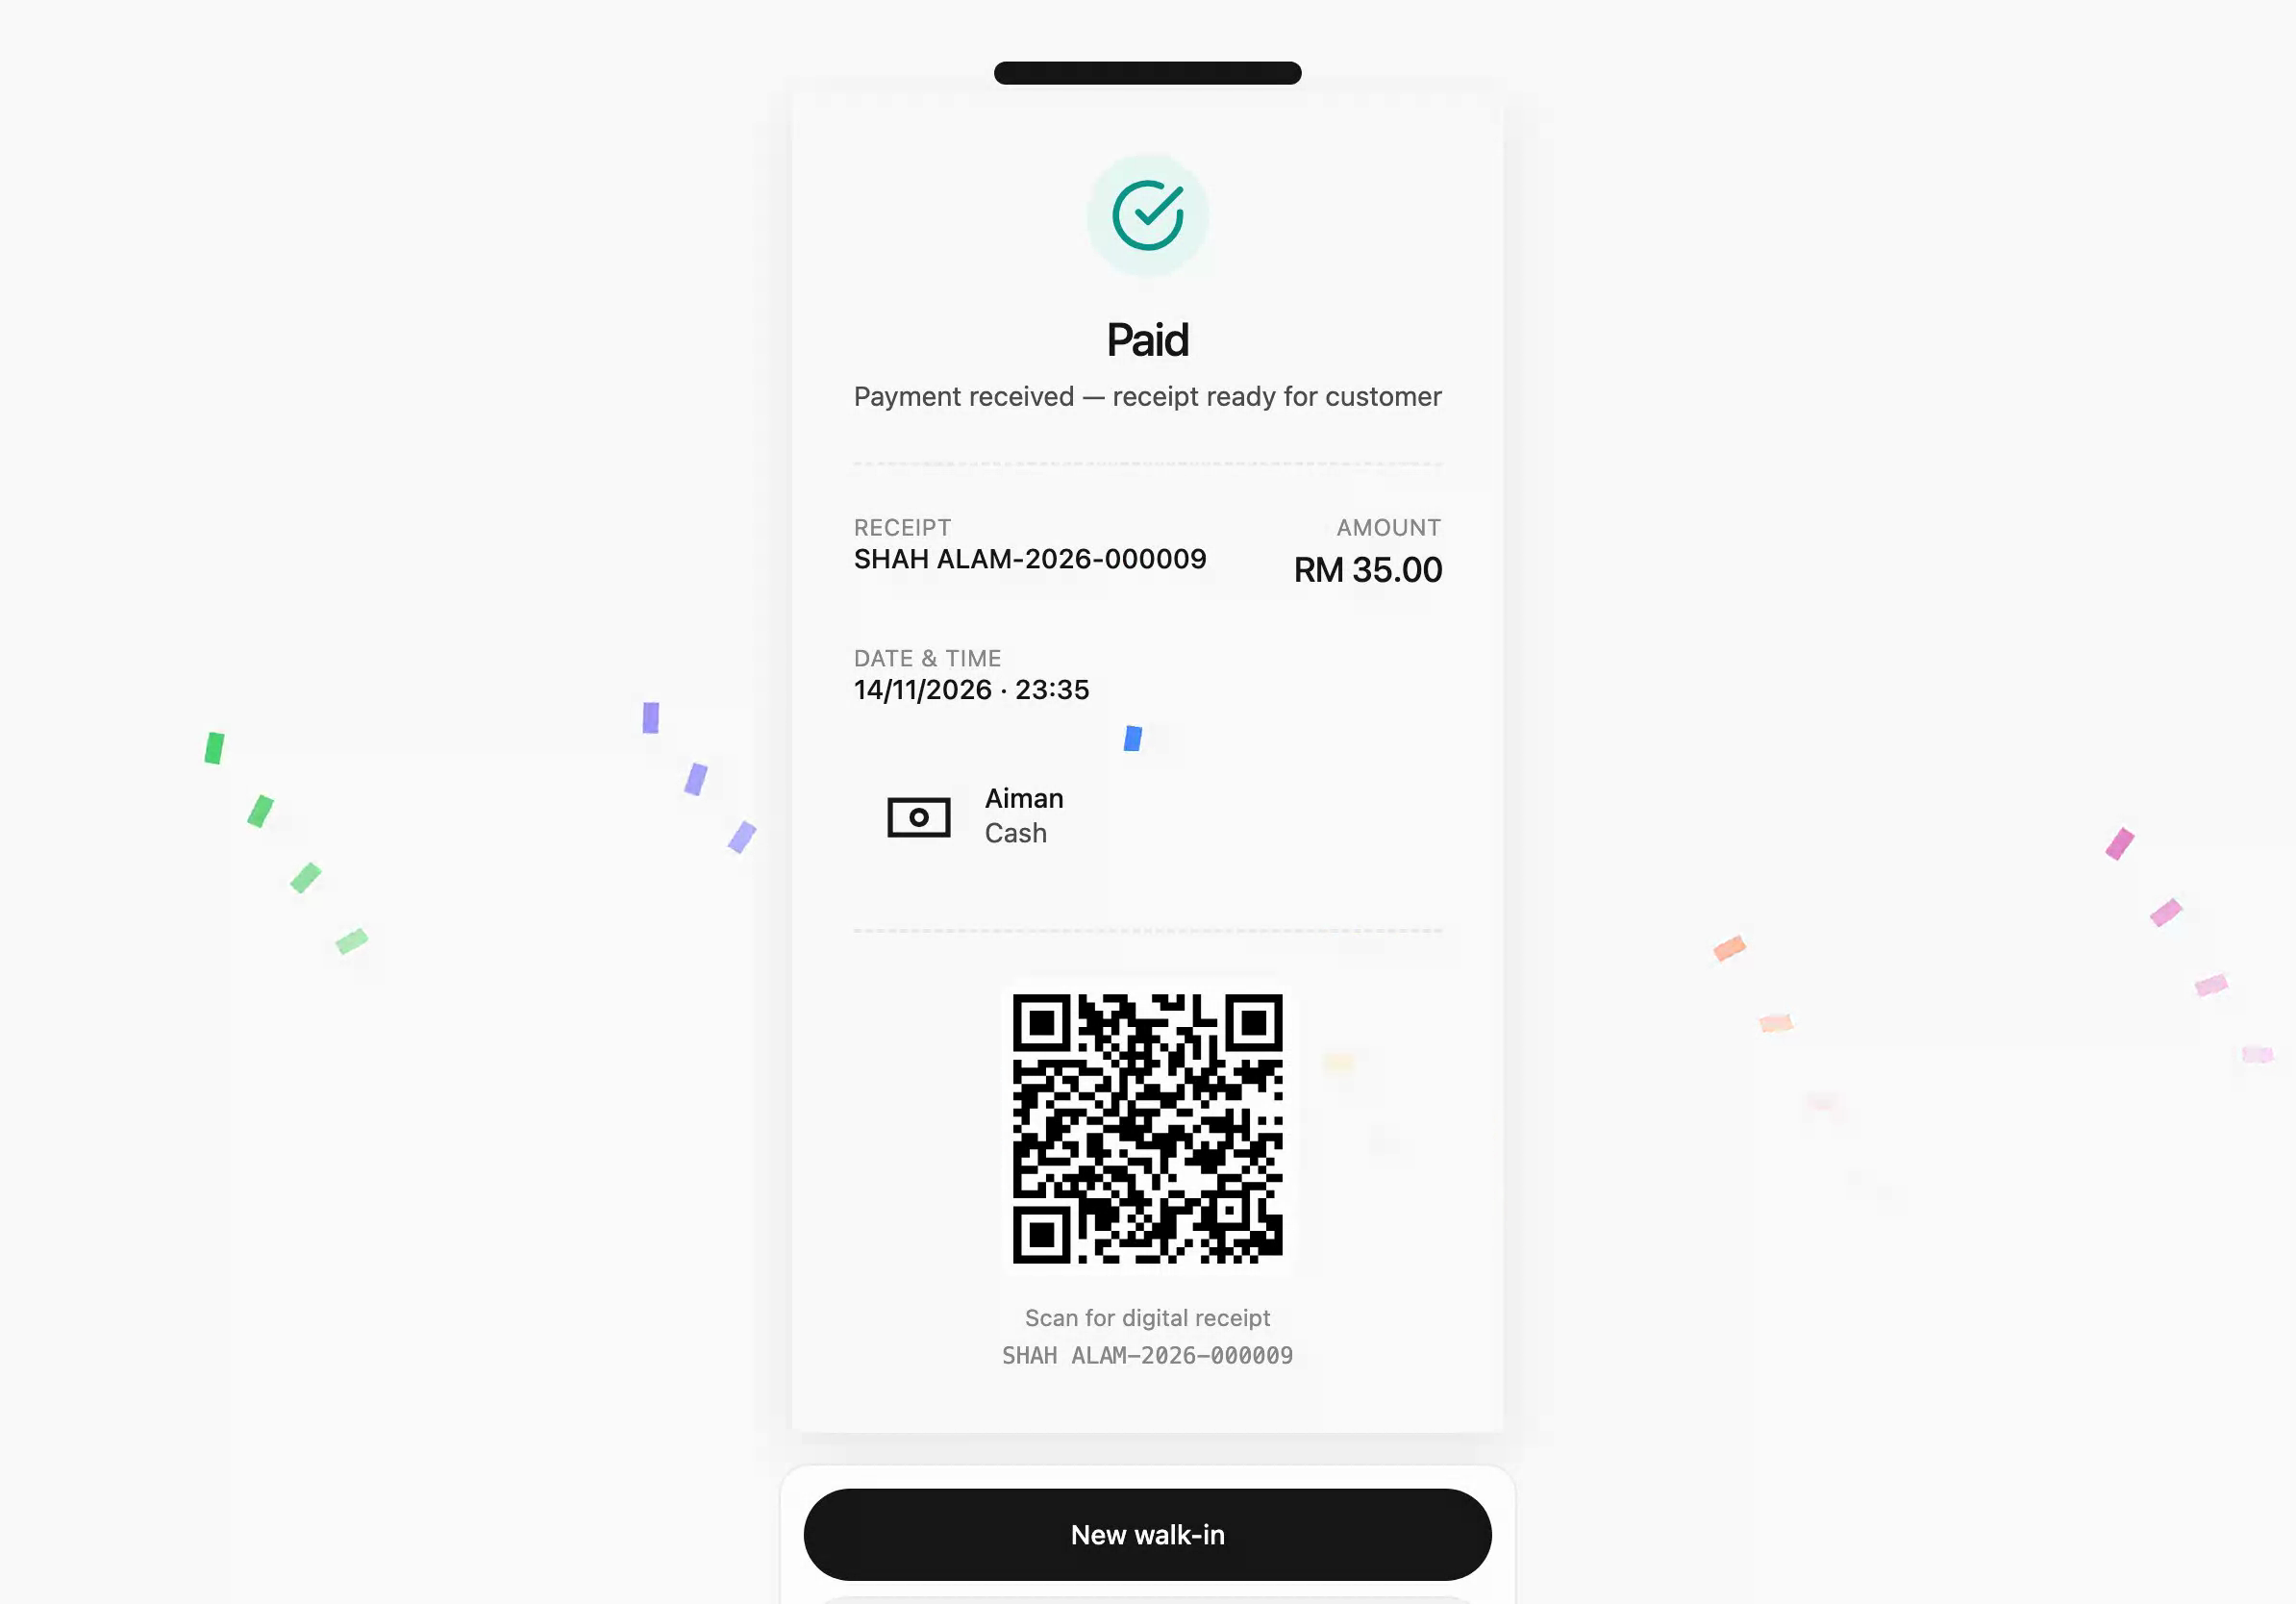 Paid
Payment received — receipt ready for customer
RECEIPT
SHAH ALAM-2026-000009
AMOUNT
RM 35.00
DATE & TIME
14/11/2026 · 23:35
Aiman
Cash
Scan for digital receipt
SHAH ALAM-2026-000009
New walk-in